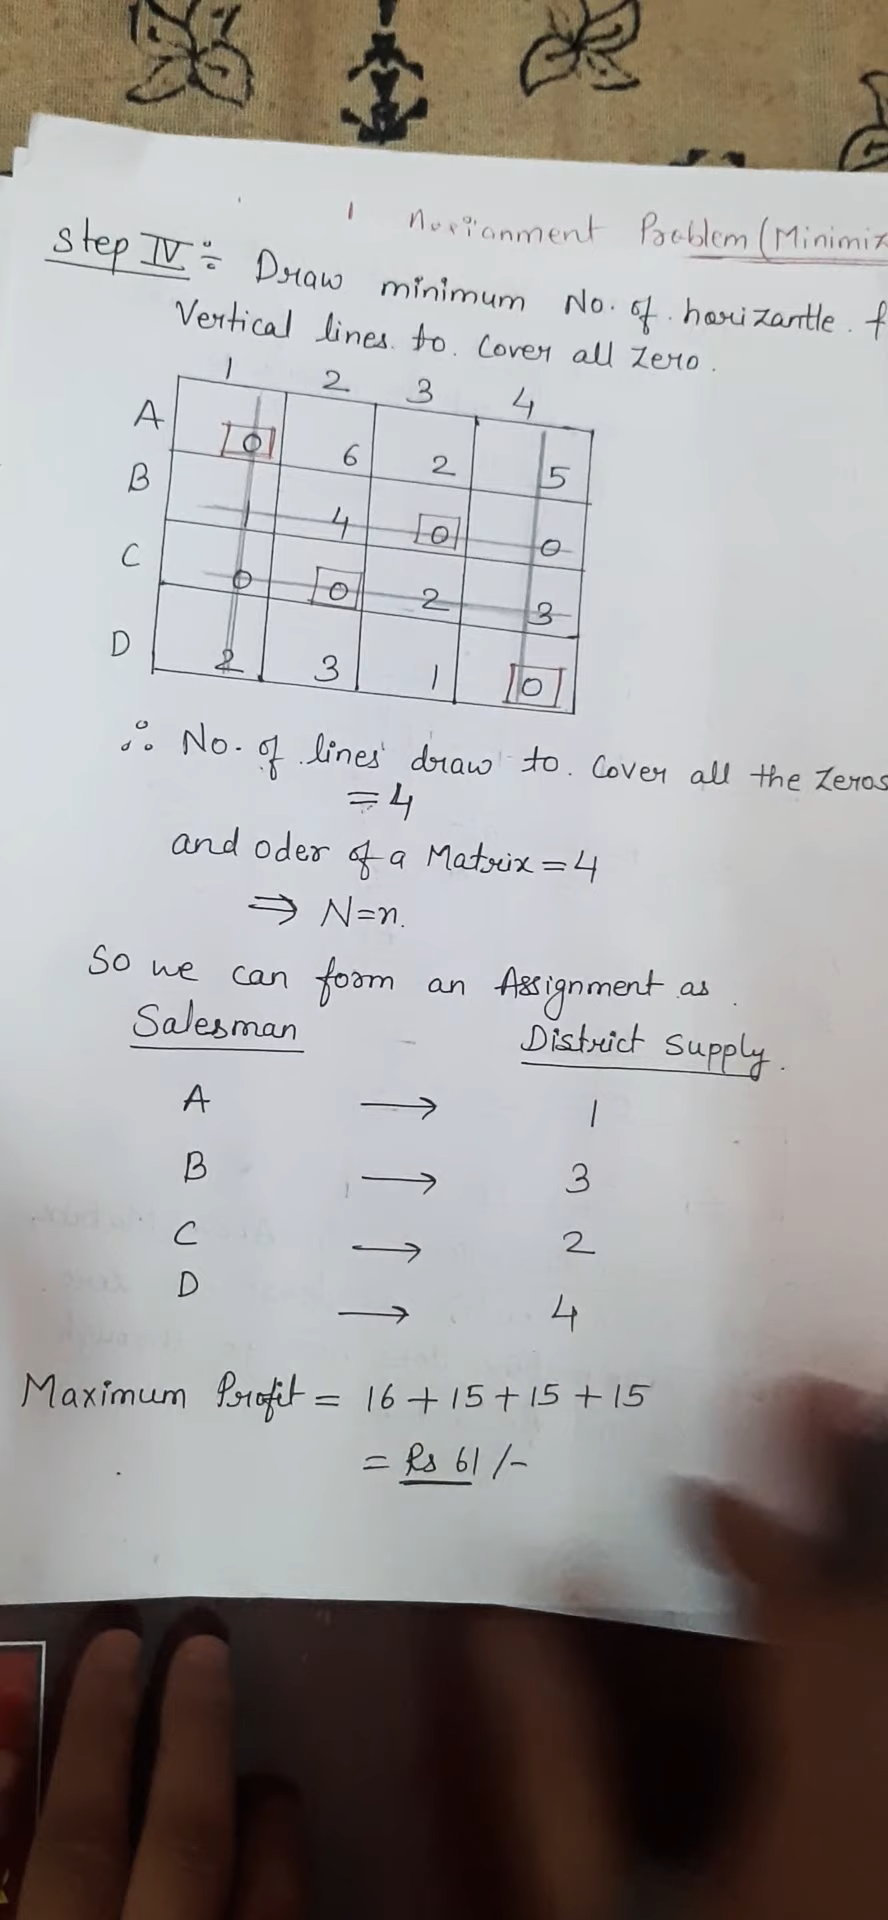 Problem (Minimiz
Step IV ÷ Draw minimum No. of. horizantle. f
Vertical lines. to. Cover all Zero.
1 2 3 4
A 0 6 2 5
B 1 4 0 0
C 0 0 2 3
D 2 3 1 0
∴ No. of lines draw to. Cover all the Zeros
= 4
and oder of a Matrix = 4
⇒ N=n.
So we can form an Assignment as.
Salesman District Supply.
A → 1
B → 3
C → 2
D → 4
Maximum Profit = 16 + 15 + 15 + 15
= Rs 61/-